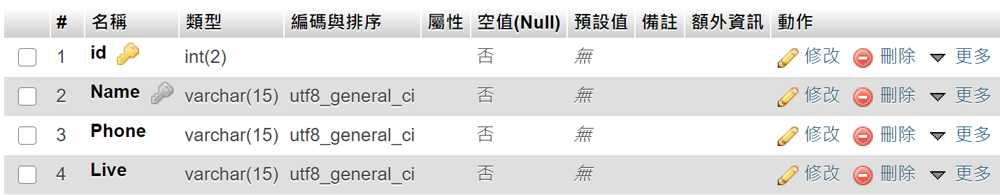 # 名稱 類型 編碼與排序 屬性 空值(Null) 預設值 備註 額外資訊 動作
1 id int(2) 否 無 修改 刪除 更多
2 Name varchar(15) utf8_general_ci 否 無 修改 刪除 更多
3 Phone varchar(15) utf8_general_ci 否 無 修改 刪除 更多
4 Live varchar(15) utf8_general_ci 否 無 修改 刪除 更多